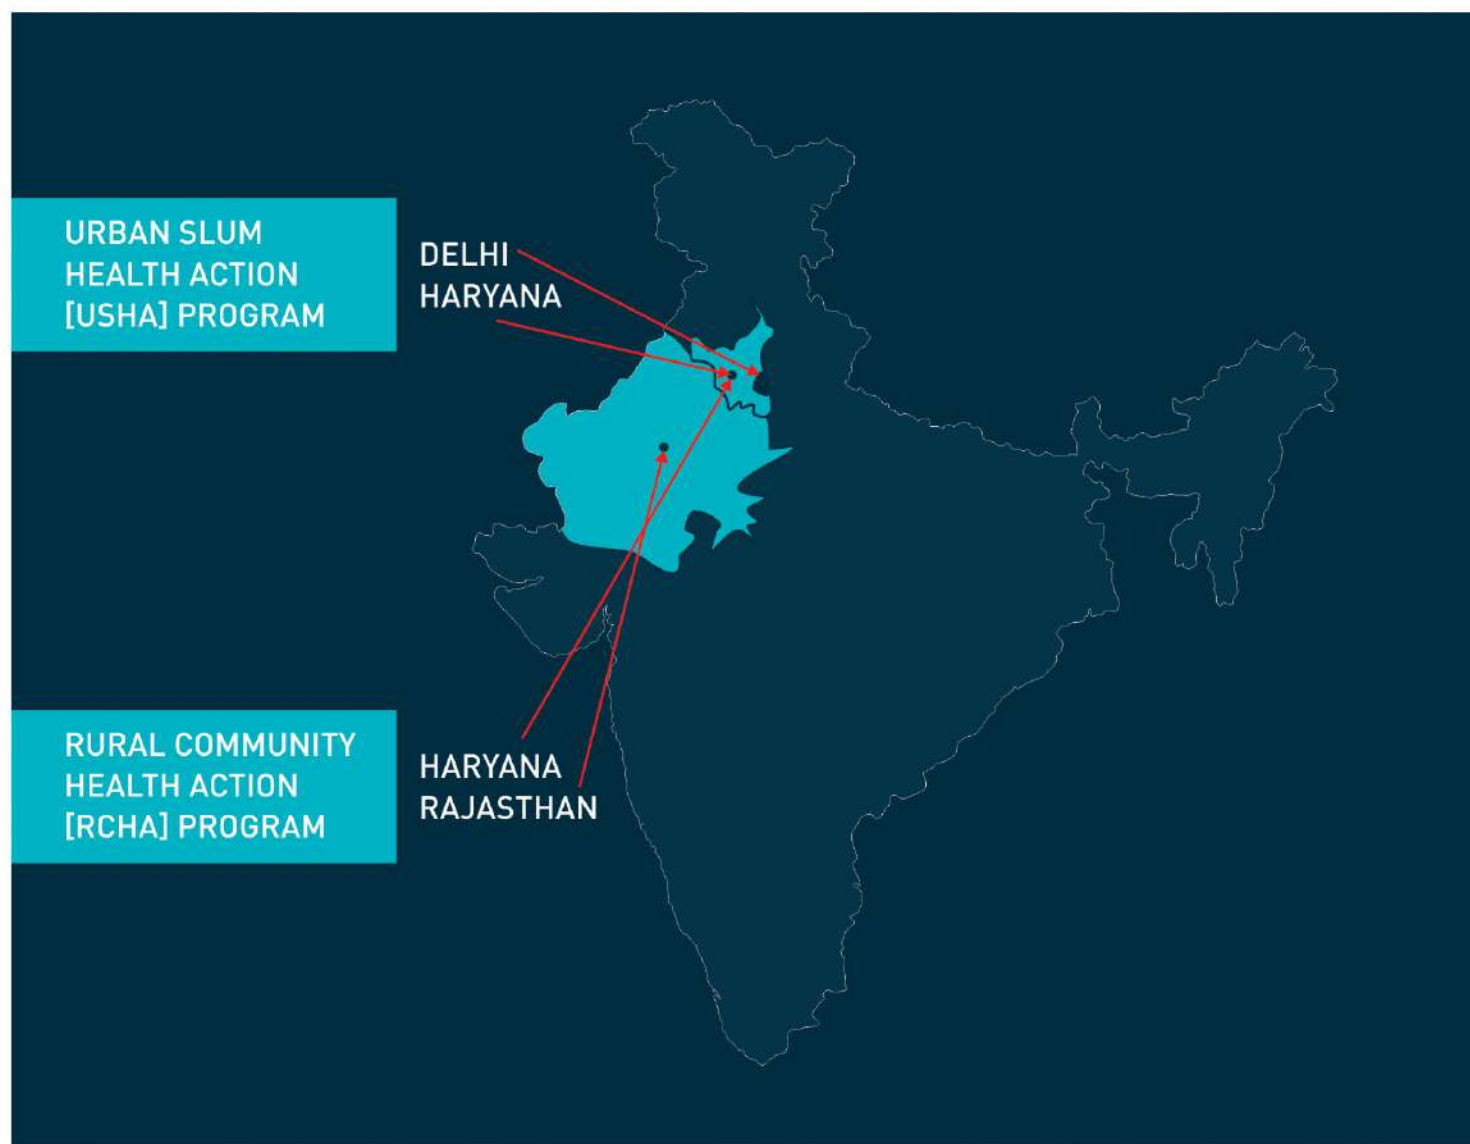 URBAN SLUM
HEALTH ACTION
[USHA] PROGRAM
DELHI
HARYANA
RURAL COMMUNITY
HEALTH ACTION
[RCHA] PROGRAM
HARYANA
RAJASTHAN